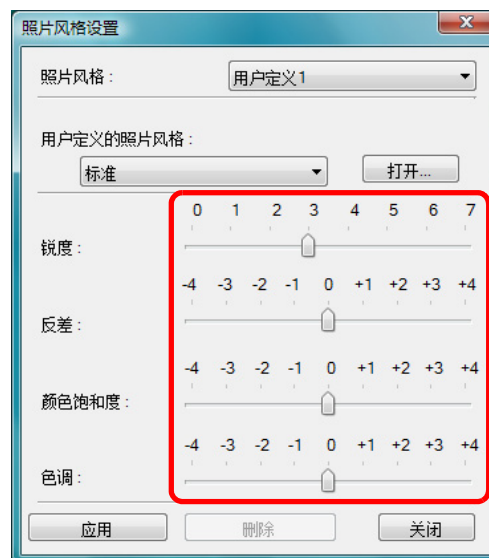 照片风格设置
照片风格： 用户定义1
用户定义的照片风格：
标准 打开...
0 1 2 3 4 5 6 7
锐度：
-4 -3 -2 -1 0 +1 +2 +3 +4
反差：
-4 -3 -2 -1 0 +1 +2 +3 +4
颜色饱和度：
-4 -3 -2 -1 0 +1 +2 +3 +4
色调：
应用 删除 关闭